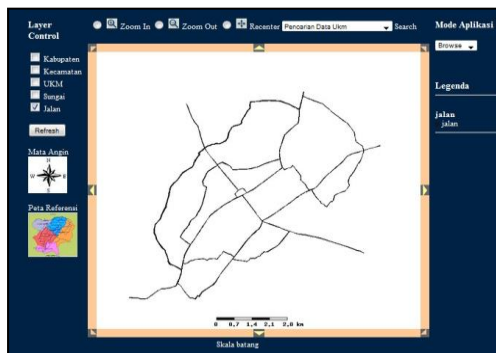 Layer
Control
Zoom In
Zoom Out
Recenter
Pencarian Data Ukm
Search
Mode Aplikasi
Browse
Kabupaten
Kecamatan
UKM
Sungai
Jalan
Refresh
Legenda
jalan
jalan
Mata Angin
N
W E
S
Peta Referensi
0 0,7 1,4 2,1 2,8 km
Skala batang